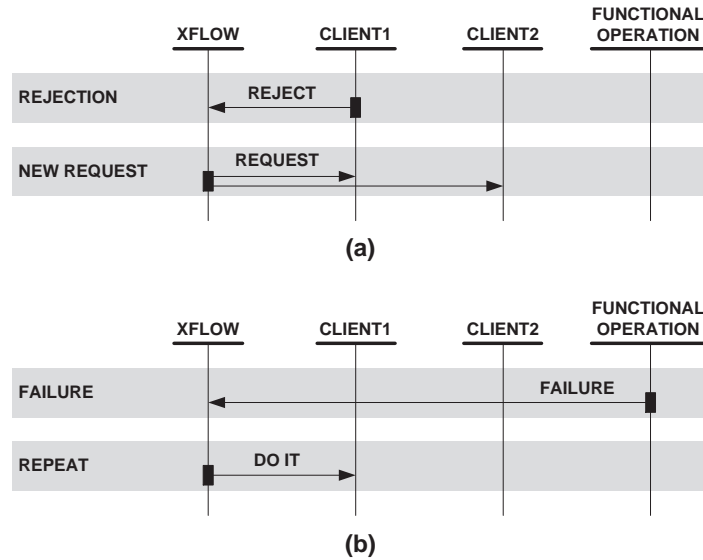 XFLOW CLIENT1 CLIENT2 FUNCTIONAL OPERATION
REJECTION REJECT
NEW REQUEST REQUEST
(a)
XFLOW CLIENT1 CLIENT2 FUNCTIONAL OPERATION
FAILURE FAILURE
REPEAT DO IT
(b)